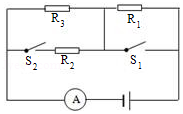 R₃ R₁
S₂ R₂ S₁
A